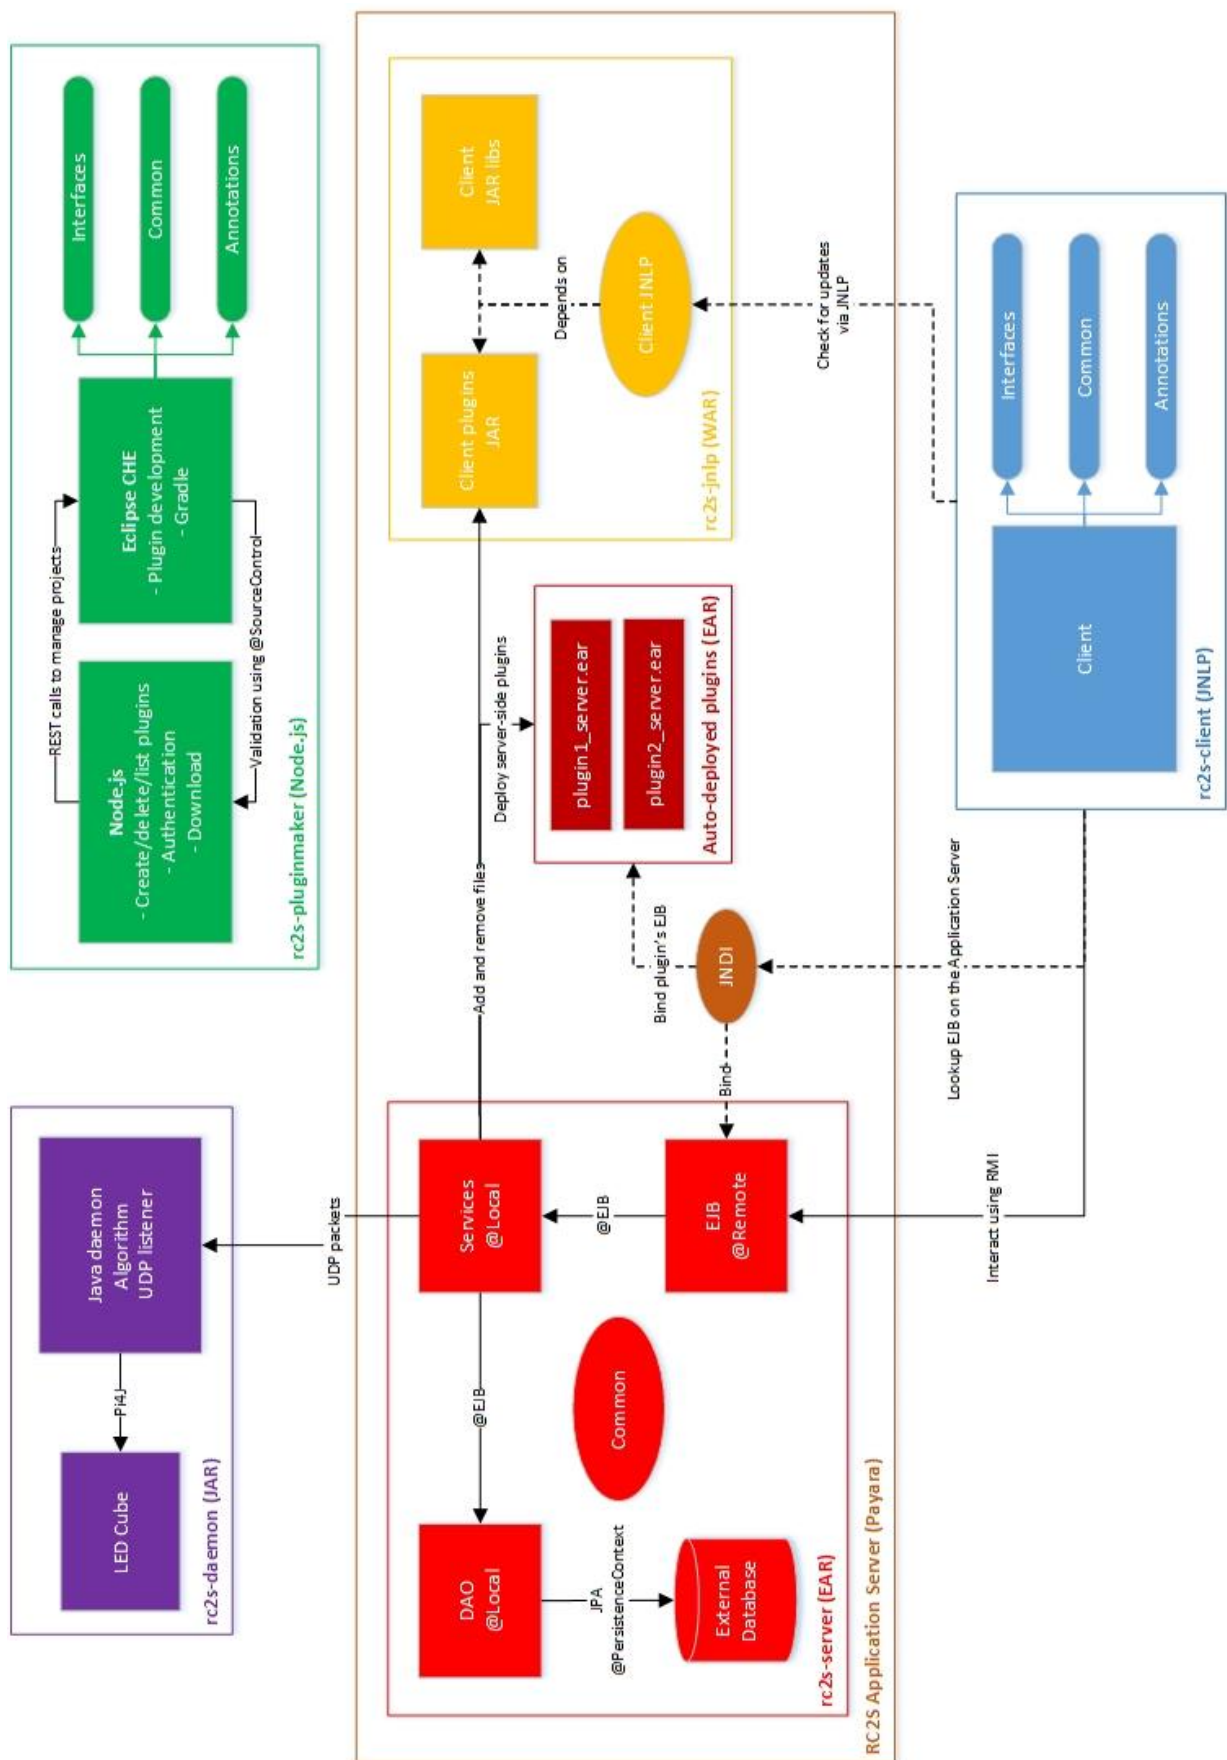 LED Cube
Pi4J
Java daemon
Algorithm
UDP listener
rc2s-daemon (JAR)
Node.js
- Create/delete/list plugins
- Authentication
- Download
REST calls to manage projects
Validation using @SourceControl
Eclipse CHE
- Plugin development
- Gradle
Interfaces
Common
Annotations
rc2s-pluginmaker (Node.js)
UDP packets
DAO
@Local
@EJB
Services
@Local
Add and remove files
Deploy server-side plugins
Client plugins
JAR
Client
JAR libs
Depends on
Client JNLP
rc2s-jnlp (WAR)
JPA
@PersistenceContext
Common
@EJB
External
Database
EJB
@Remote
Bind
JNDI
Bind plugin's EJB
plugin1_server.ear
plugin2_server.ear
Auto-deployed plugins (EAR)
rc2s-server (EAR)
RC2S Application Server (Payara)
Check for updates
via JNLP
Interact using RMI
Lookup EJB on the Application Server
Client
Interfaces
Common
Annotations
rc2s-client (JNLP)